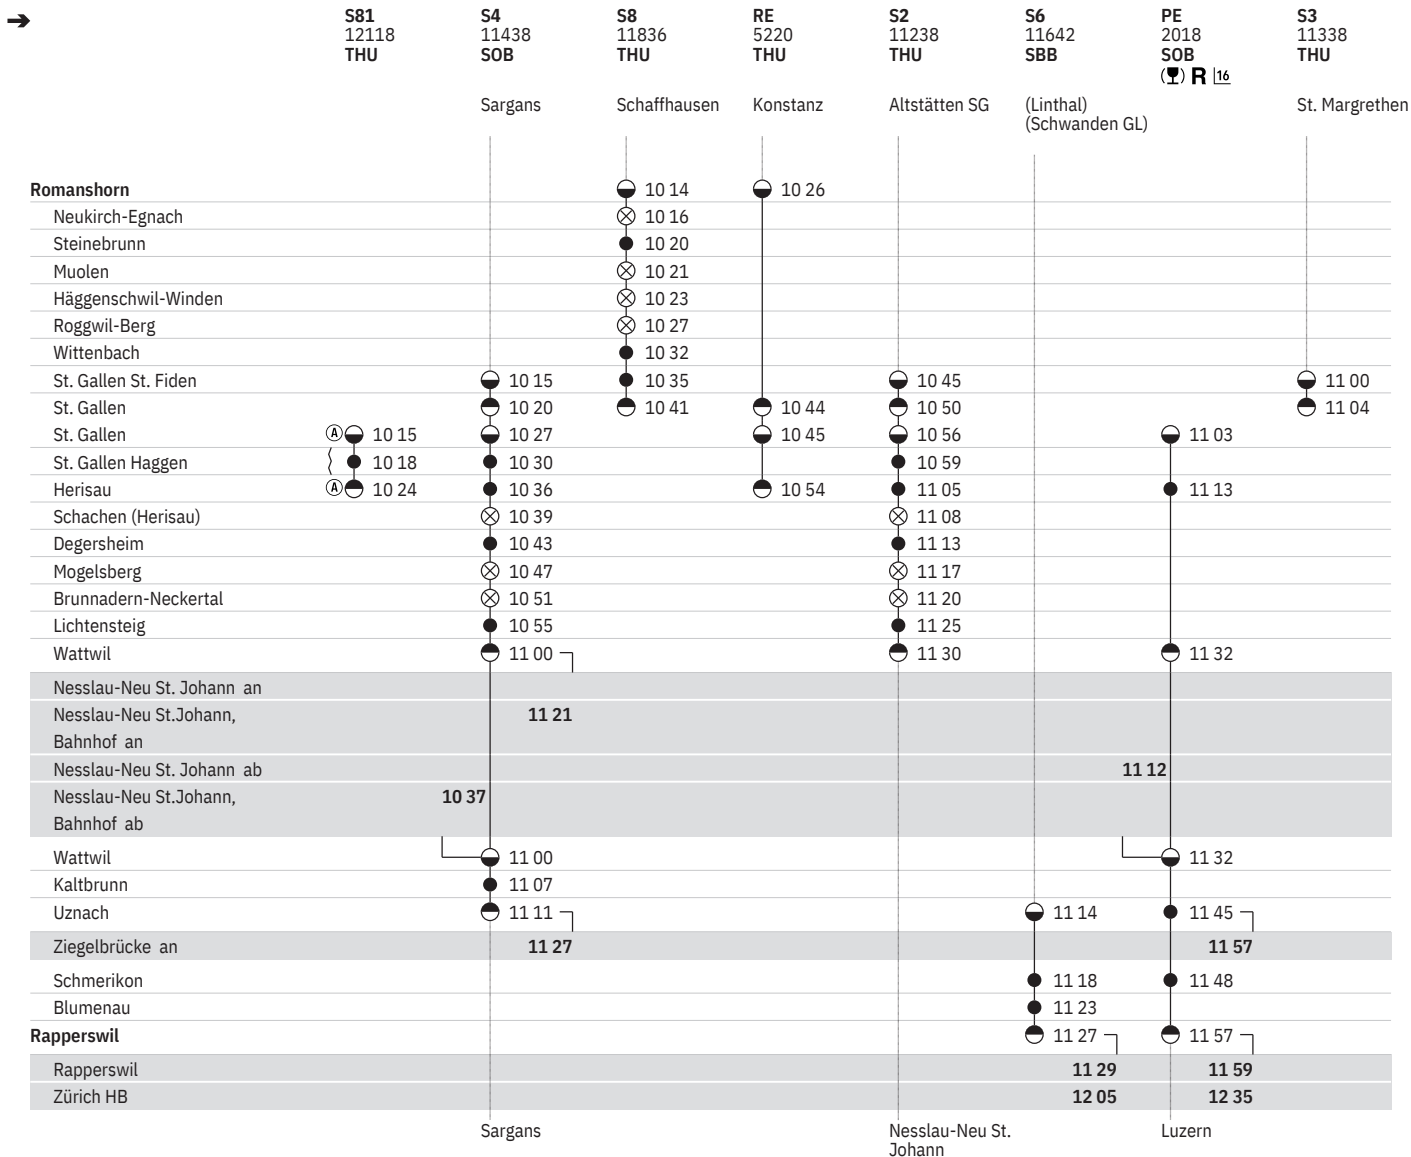 ➔ S81 S4 S8 RE S2 S6 PE S3
12118 11438 11836 5220 11238 11642 2018 11338
THU SOB THU THU THU SBB SOB THU
R 16
Sargans Schaffhausen Konstanz Altstätten SG (Linthal) St. Margrethen
(Schwanden GL)
Romanshorn 10 14 10 26
Neukirch-Egnach 10 16
Steinebrunn 10 20
Muolen 10 21
Häggenschwil-Winden 10 23
Roggwil-Berg 10 27
Wittenbach 10 32
St. Gallen St. Fiden 10 15 10 35 10 45 11 00
St. Gallen 10 20 10 41 10 44 10 50 11 04
St. Gallen A 10 15 10 27 10 45 10 56 11 03
St. Gallen Haggen 10 18 10 30 10 59
Herisau A 10 24 10 36 10 54 11 05 11 13
Schachen (Herisau) 10 39 11 08
Degersheim 10 43 11 13
Mogelsberg 10 47 11 17
Brunnadern-Neckertal 10 51 11 20
Lichtensteig 10 55 11 25
Wattwil 11 00 11 30 11 32
Nesslau-Neu St. Johann an
Nesslau-Neu St.Johann, 11 21
Bahnhof an
Nesslau-Neu St. Johann ab 11 12
Nesslau-Neu St.Johann, 10 37
Bahnhof ab
Wattwil 11 00 11 32
Kaltbrunn 11 07
Uznach 11 11 11 14 11 45
Ziegelbrücke an 11 27 11 57
Schmerikon 11 18 11 48
Blumenau 11 23
Rapperswil 11 27 11 57
Rapperswil 11 29 11 59
Zürich HB 12 05 12 35
Sargans Nesslau-Neu St. Luzern
Johann